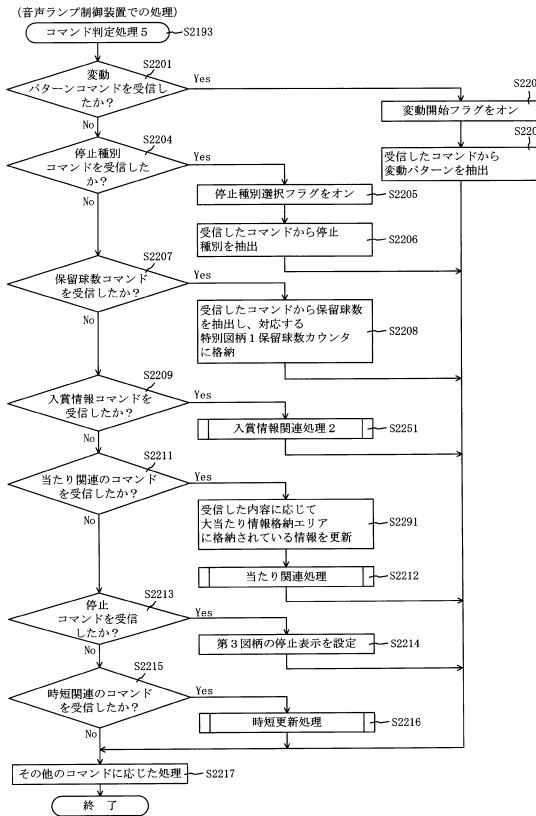 (音声ランプ制御装置での処理)
コマンド判定処理5
S2193
変動
パターンコマンドを受信し
たか?
S2201
Yes
No
S220
変動開始フラグをオン
S220
受信したコマンドから
変動パターンを抽出
停止種別
コマンドを受信した
か?
S2204
Yes
No
停止種別選択フラグをオン
S2205
受信したコマンドから停止
種別を抽出
S2206
保留球数コマンド
を受信したか?
S2207
Yes
No
受信したコマンドから保留球数
を抽出し、対応する
特別図柄1保留球数カウンタ
に格納
S2208
入賞情報コマンドを
受信したか?
S2209
Yes
No
入賞情報関連処理2
S2251
当たり関連のコマンド
を受信したか?
S2211
Yes
No
受信した内容に応じて
大当たり情報格納エリア
に格納されている情報を更新
S2291
当たり関連処理
S2212
停止
コマンドを受信
したか?
S2213
Yes
No
第3図柄の停止表示を設定
S2214
時短関連のコマンド
を受信したか?
S2215
Yes
No
時短更新処理
S2216
その他のコマンドに応じた処理
S2217
終 了